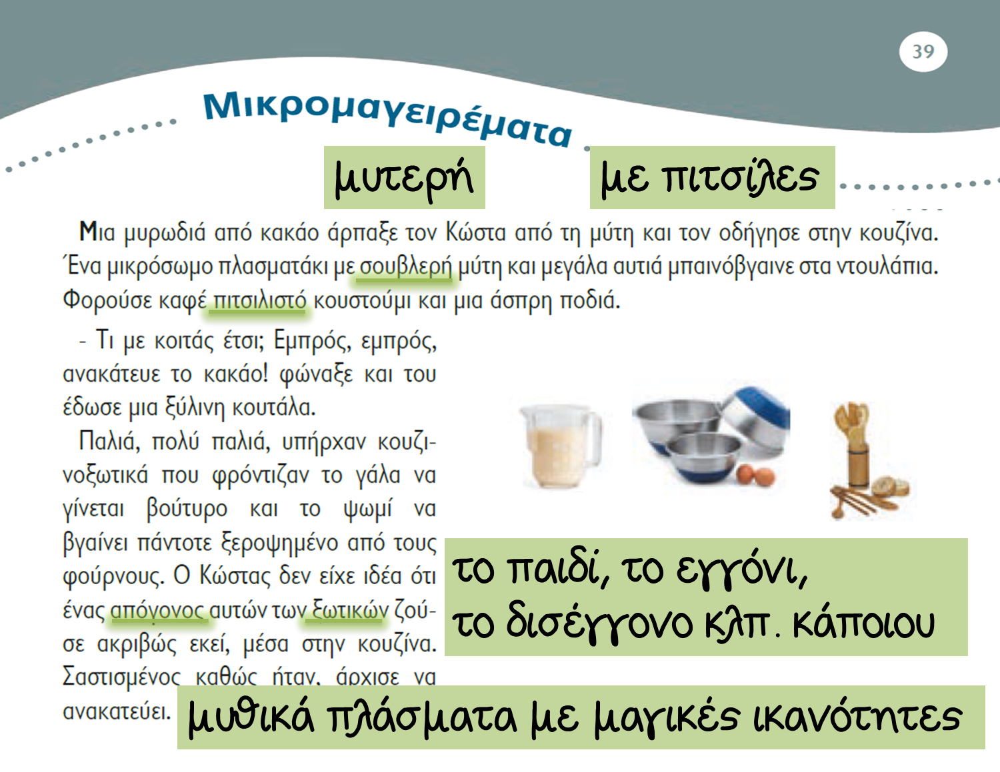 39
Μικρομαγειρέματα
μυτερή
με πιτσίλες
Μια μυρωδιά από κακάο άρπαξε τον Κώστα από τη μύτη και τον οδήγησε στην κουζίνα.
Ένα μικρόσωμο πλασματάκι με σουβλερή μύτη και μεγάλα αυτιά μπαινόβγαινε στα ντουλάπια.
Φορούσε καφέ πιτσιλιστό κουστούμι και μια άσπρη ποδιά.
- Τι με κοιτάς έτσι; Εμπρός, εμπρός,
ανακάτευε το κακάο! φώναξε και του
έδωσε μια ξύλινη κουτάλα.
Παλιά, πολύ παλιά, υπήρχαν κουζι-
νοξωτικά που φρόντιζαν το γάλα να
γίνεται βούτυρο και το ψωμί να
βγαίνει πάντοτε ξεροψημένο από τους
φούρνους. Ο Κώστας δεν είχε ιδέα ότι
ένας απόγονος αυτών των ξωτικών ζού-
σε ακριβώς εκεί, μέσα στην κουζίνα.
Σαστισμένος καθώς ήταν, άρχισε να
ανακατεύει.
το παιδί, το εγγόνι,
το δισέγγονο κλπ. κάποιου
μυθικά πλάσματα με μαγικές ικανότητες